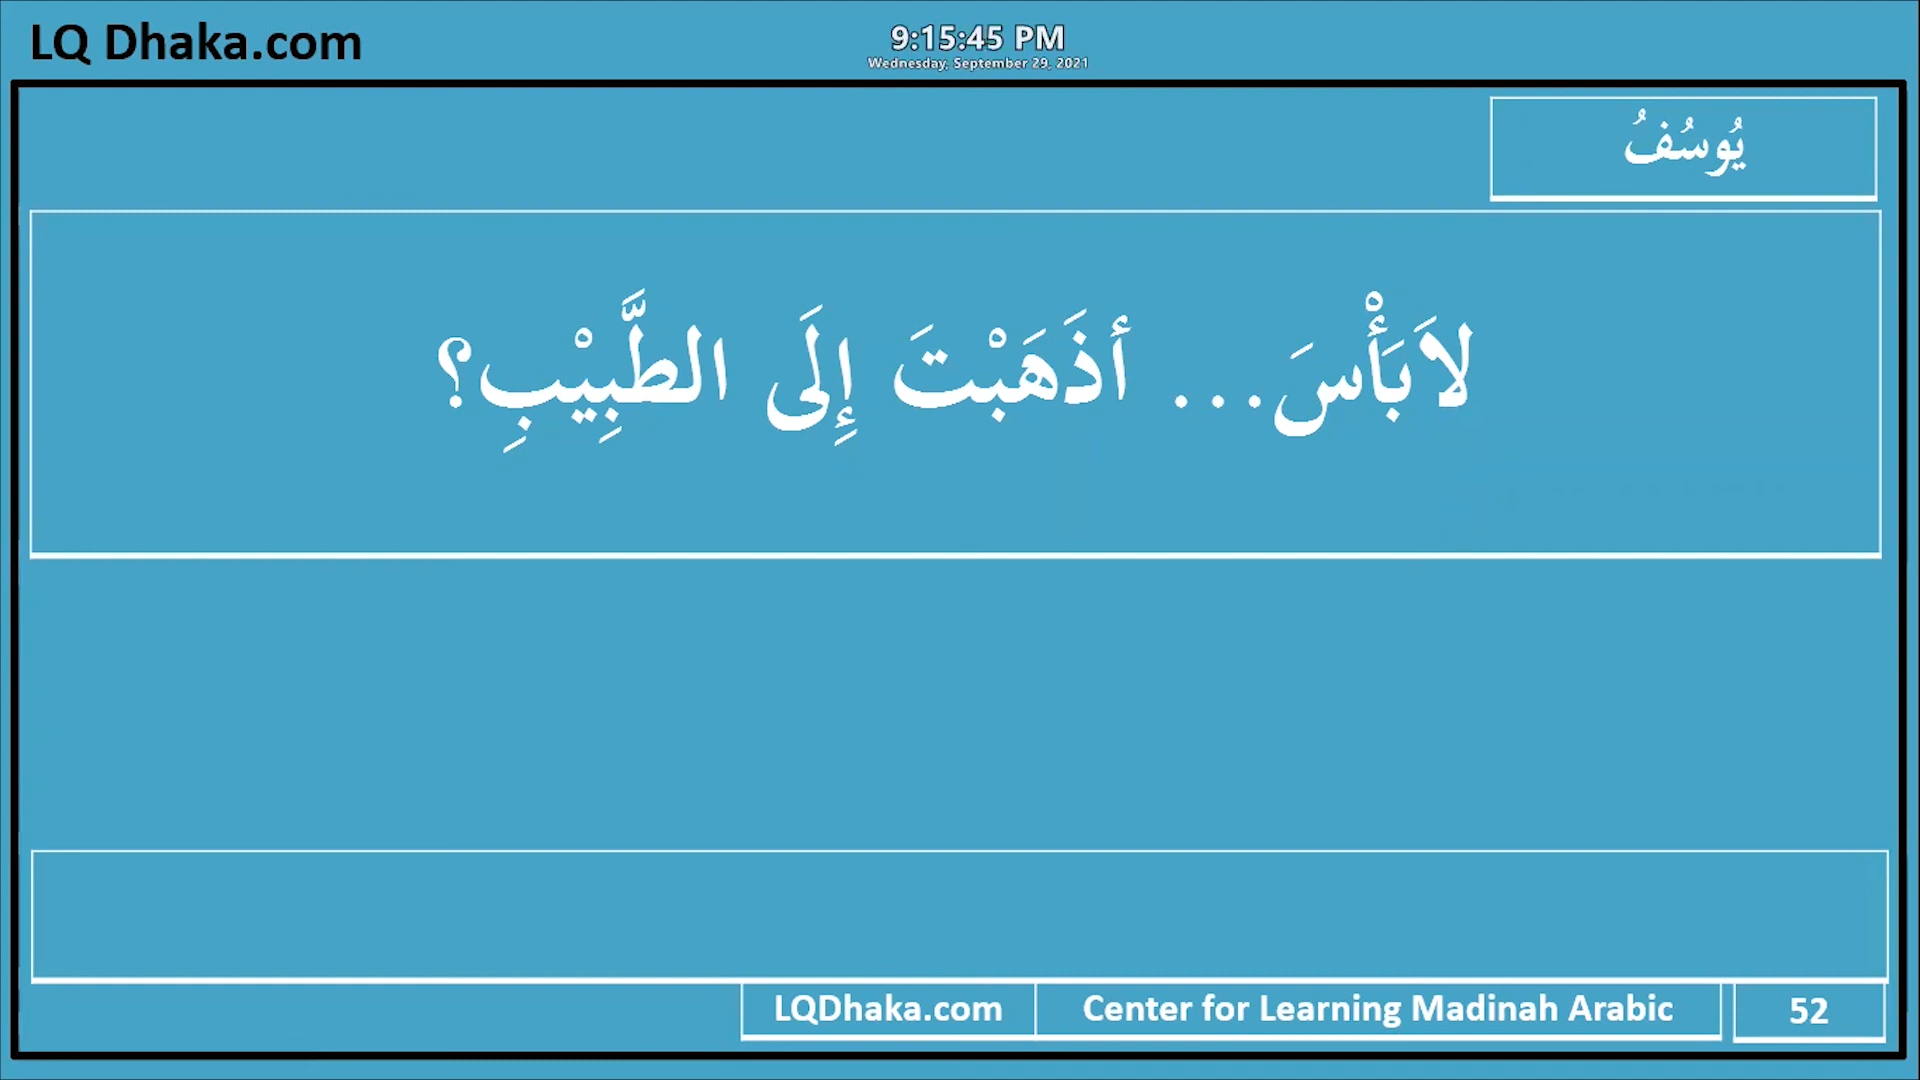 LQ Dhaka.com
9:15:45 PM
Wednesday, September 29, 2021
يُوسُفُ
لاَبَأْسَ... أذَهَبْتَ إِلَى الطَّبِيْبِ؟
LQDhaka.com
Center for Learning Madinah Arabic
52